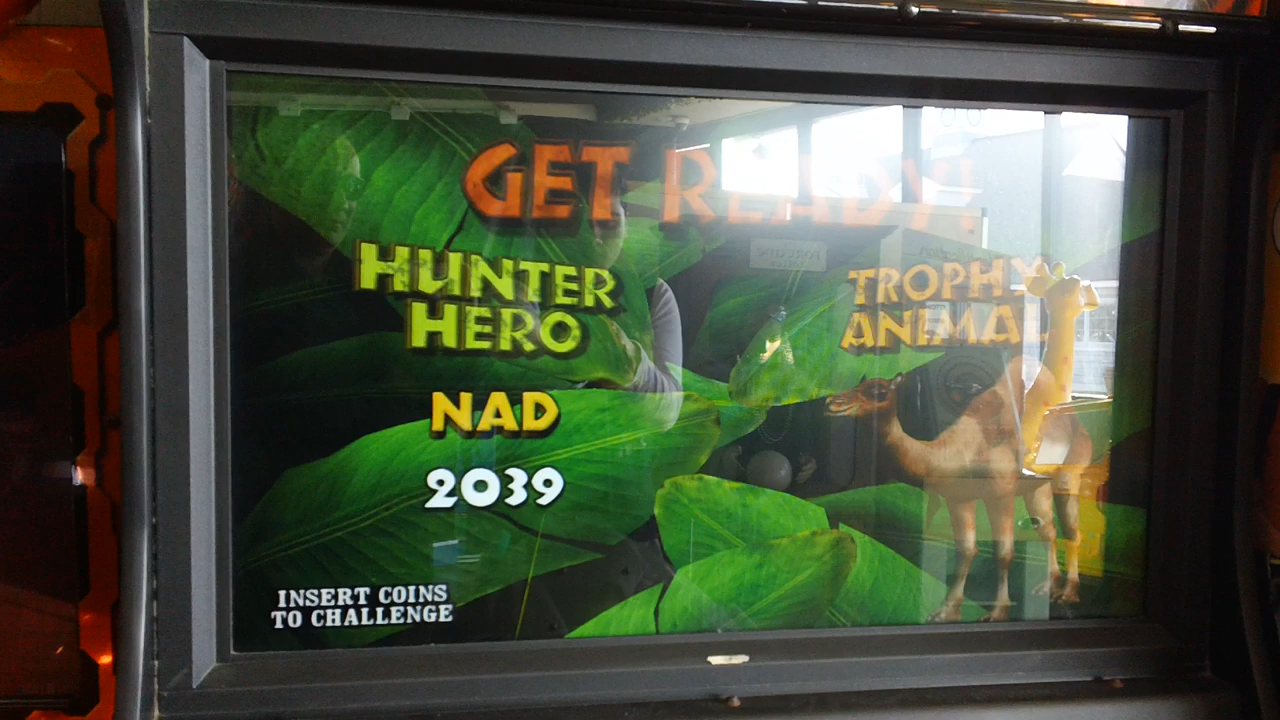 GET READY!
HUNTER
HERO
TROPHY
ANIMAL
NAD
2039
INSERT COINS
TO CHALLENGE